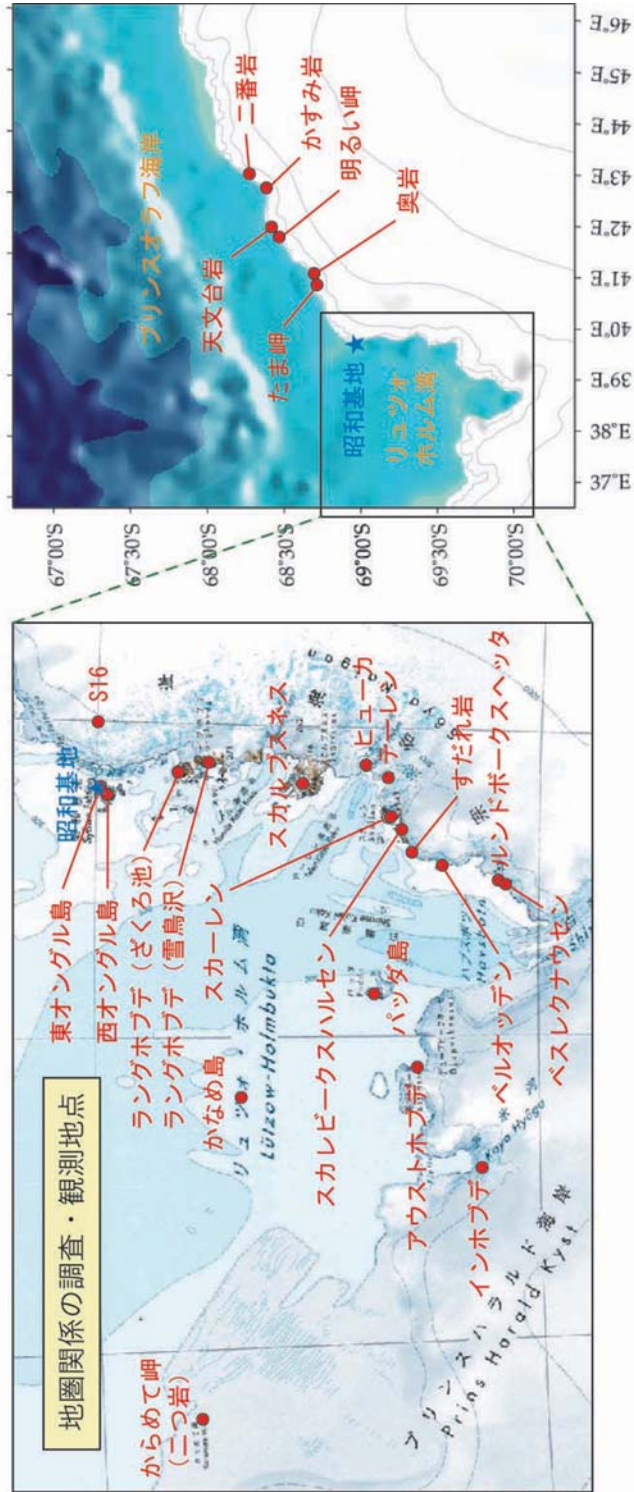 地圏関係の調査・観測地点
昭和基地
S16
東オングル島
西オングル島
ラングホブデ（ざくろ池）
ラングホブデ（雪鳥沢）
スカルブスネス
ヒューカ
テーレン
スカーレン
かなめ島
からめて岬
（二つ岩）
リュツォ・ホルム湾
Lützow-Holmbukta
スカレビークスハルセン
パッダ島
すだれ岩
アウストホブデ
インホブデ
ベルオッデン
ルンドボークスヘッタ
ベスレクナウセン
プリンスハラルド海岸
Prins Harald Kyst
プリンスオラフ海岸
二番岩
かすみ岩
明るい岬
天文台岩
奥岩
たま岬
昭和基地
リュツォ
ホルム湾
67°00'S
67°30'S
68°00'S
68°30'S
69°00'S
69°30'S
70°00'S
37°E
38°E
39°E
40°E
41°E
42°E
43°E
44°E
45°E
46°E